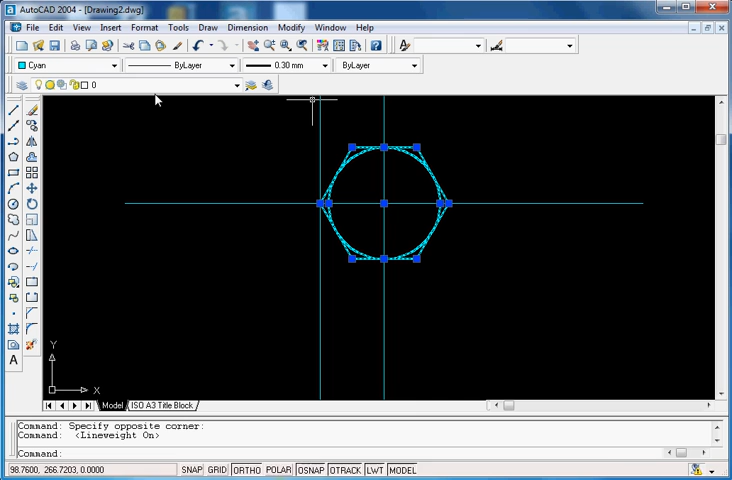 AutoCAD 2004 - [Drawing2.dwg]
File Edit View Insert Format Tools Draw Dimension Modify Window Help
Cyan ByLayer 0.30 mm ByLayer
0
A
Y
X
Model ISO A3 Title Block
Command: Specify opposite corner:
Command: <Lineweight On>
Command:
98.7600, 266.7203, 0.0000 SNAP GRID ORTHO POLAR OSNAP OTRACK LWT MODEL